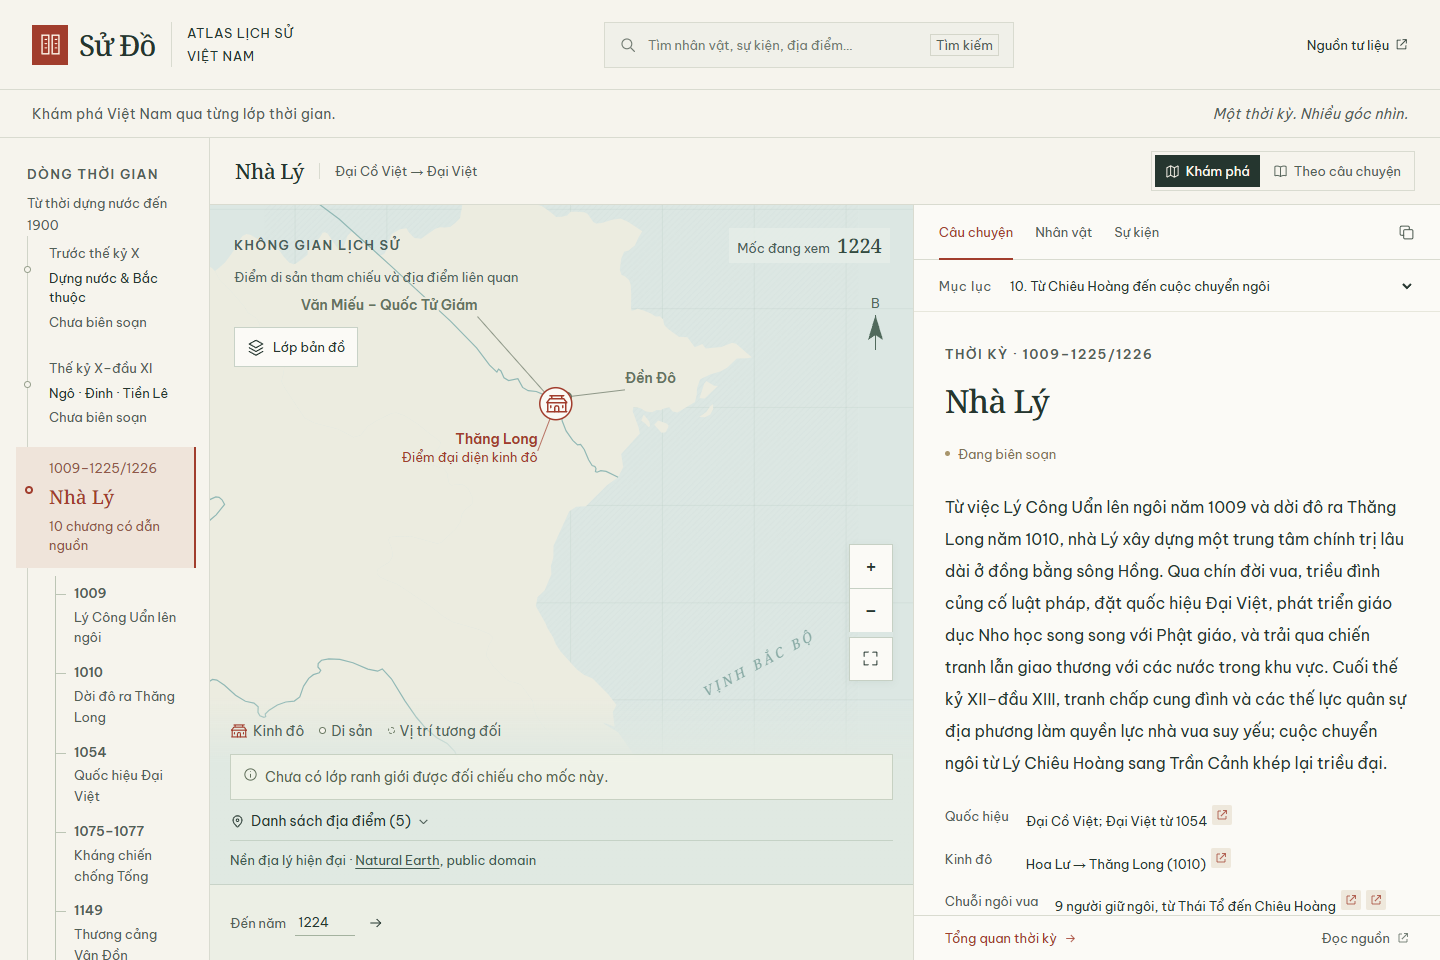 Sử Đồ
ATLAS LỊCH SỬ
VIỆT NAM
Tìm nhân vật, sự kiện, địa điểm...
Tìm kiếm
Nguồn tư liệu
Khám phá Việt Nam qua từng lớp thời gian.
Một thời kỳ. Nhiều góc nhìn.
DÒNG THỜI GIAN
Từ thời dựng nước đến
1900
Trước thế kỷ X
Dựng nước & Bắc
thuộc
Chưa biên soạn
Thế kỷ X–đầu XI
Ngô · Đinh · Tiền Lê
Chưa biên soạn
1009–1225/1226
Nhà Lý
10 chương có dẫn
nguồn
1009
Lý Công Uẩn lên
ngôi
1010
Dời đô ra Thăng
Long
1054
Quốc hiệu Đại
Việt
1075–1077
Kháng chiến
chống Tống
1149
Thương cảng
Vân Đồn
Nhà Lý
Đại Cồ Việt → Đại Việt
Khám phá
Theo câu chuyện
KHÔNG GIAN LỊCH SỬ
Điểm di sản tham chiếu và địa điểm liên quan
Mốc đang xem 1224
Văn Miếu – Quốc Tử Giám
B
Lớp bản đồ
Đền Đô
Thăng Long
Điểm đại diện kinh đô
+
−
VỊNH BẮC BỘ
Kinh đô
Di sản
Vị trí tương đối
Chưa có lớp ranh giới được đối chiếu cho mốc này.
Danh sách địa điểm (5)
Nền địa lý hiện đại · Natural Earth, public domain
Đến năm 1224 →
Câu chuyện
Nhân vật
Sự kiện
Mục lục
10. Từ Chiêu Hoàng đến cuộc chuyển ngôi
THỜI KỲ · 1009–1225/1226
Nhà Lý
Đang biên soạn
Từ việc Lý Công Uẩn lên ngôi năm 1009 và dời đô ra Thăng
Long năm 1010, nhà Lý xây dựng một trung tâm chính trị lâu
dài ở đồng bằng sông Hồng. Qua chín đời vua, triều đình
củng cố luật pháp, đặt quốc hiệu Đại Việt, phát triển giáo
dục Nho học song song với Phật giáo, và trải qua chiến
tranh lẫn giao thương với các nước trong khu vực. Cuối thế
kỷ XII–đầu XIII, tranh chấp cung đình và các thế lực quân sự
địa phương làm quyền lực nhà vua suy yếu; cuộc chuyển
ngôi từ Lý Chiêu Hoàng sang Trần Cảnh khép lại triều đại.
Quốc hiệu
Đại Cồ Việt; Đại Việt từ 1054
Kinh đô
Hoa Lư → Thăng Long (1010)
Chuỗi ngôi vua
9 người giữ ngôi, từ Thái Tổ đến Chiêu Hoàng
Tổng quan thời kỳ →
Đọc nguồn